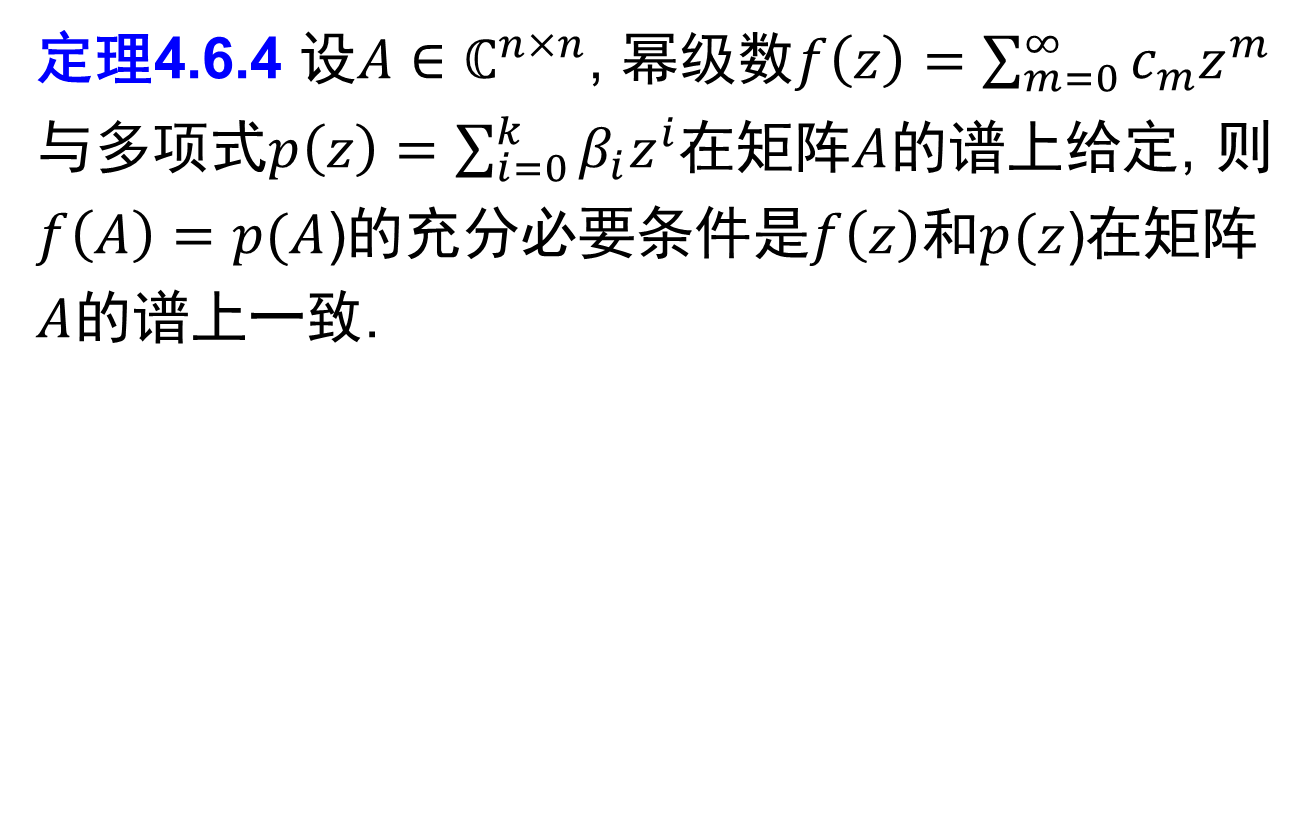 定理4.6.4 设𝐴 ∈ ℂ^{𝑛×𝑛}, 幂级数𝑓(𝑧) = ∑_{𝑚=0}^{∞} 𝑐_𝑚𝑧^𝑚
与多项式𝑝(𝑧) = ∑_{𝑖=0}^{𝑘} 𝛽_𝑖𝑧^𝑖在矩阵𝐴的谱上给定, 则
𝑓(𝐴) = 𝑝(𝐴)的充分必要条件是𝑓(𝑧)和𝑝(𝑧)在矩阵
𝐴的谱上一致.